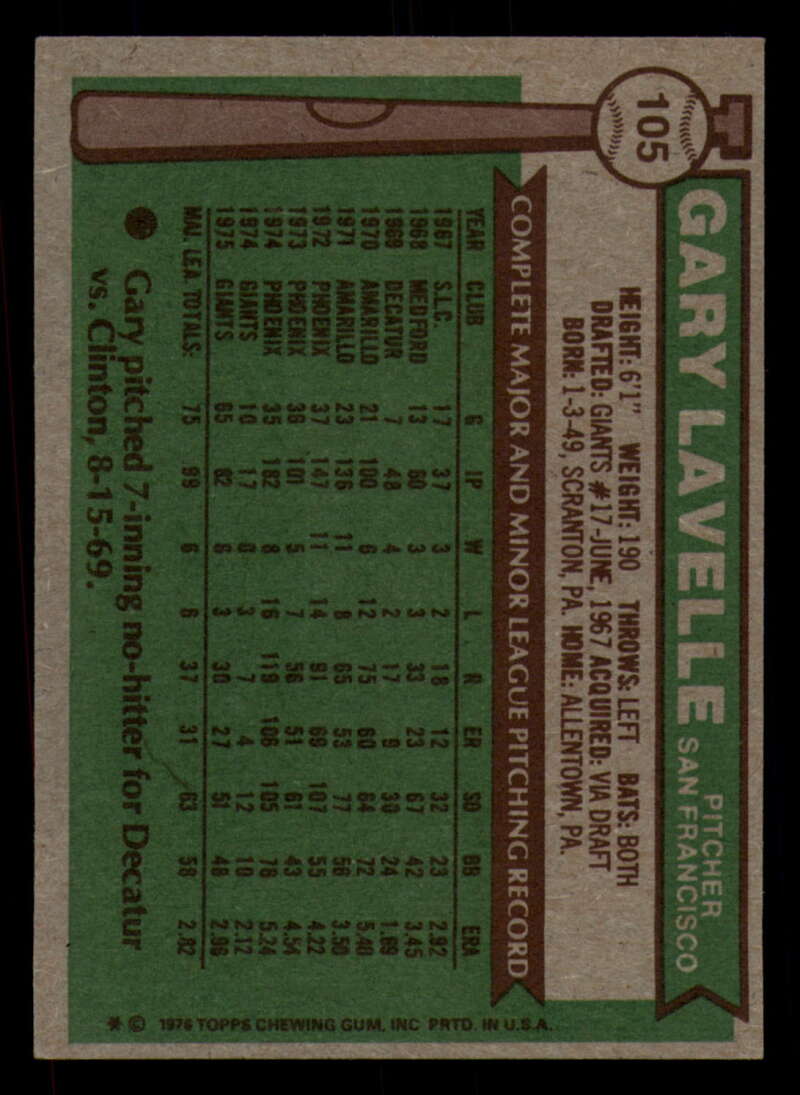 105
GARY LAVELLE PITCHER SAN FRANCISCO
HEIGHT: 6'1" WEIGHT: 190 THROWS: LEFT BATS: BOTH
DRAFTED: GIANTS #17-JUNE, 1967 ACQUIRED: VIA DRAFT
BORN: 1-3-49, SCRANTON, PA. HOME: ALLENTOWN, PA.
COMPLETE MAJOR AND MINOR LEAGUE PITCHING RECORD
YEAR CLUB G IP W L R ER SO BB ERA
1967 S.L.C. 17 37 3 2 18 12 32 23 2.92
1968 MEDFORD 13 60 3 3 33 23 67 42 3.45
1969 DECATUR 7 48 4 2 17 9 30 24 1.69
1970 AMARILLO 21 100 6 12 75 60 64 72 5.40
1971 AMARILLO 23 136 11 8 65 53 77 56 3.50
1972 PHOENIX 37 147 11 14 91 69 107 55 4.22
1973 PHOENIX 36 101 5 7 56 51 61 43 4.54
1974 PHOENIX 35 182 8 16 119 106 105 76 5.24
1974 GIANTS 10 17 0 3 7 4 12 10 2.12
1975 GIANTS 65 82 6 3 30 27 51 48 2.96
MAJ. LEA. TOTALS: 75 99 6 6 37 31 63 58 2.82
Gary pitched 7-inning no-hitter for Decatur
vs. Clinton, 8-15-69.
* © 1976 TOPPS CHEWING GUM, INC PRTD. IN U.S.A.